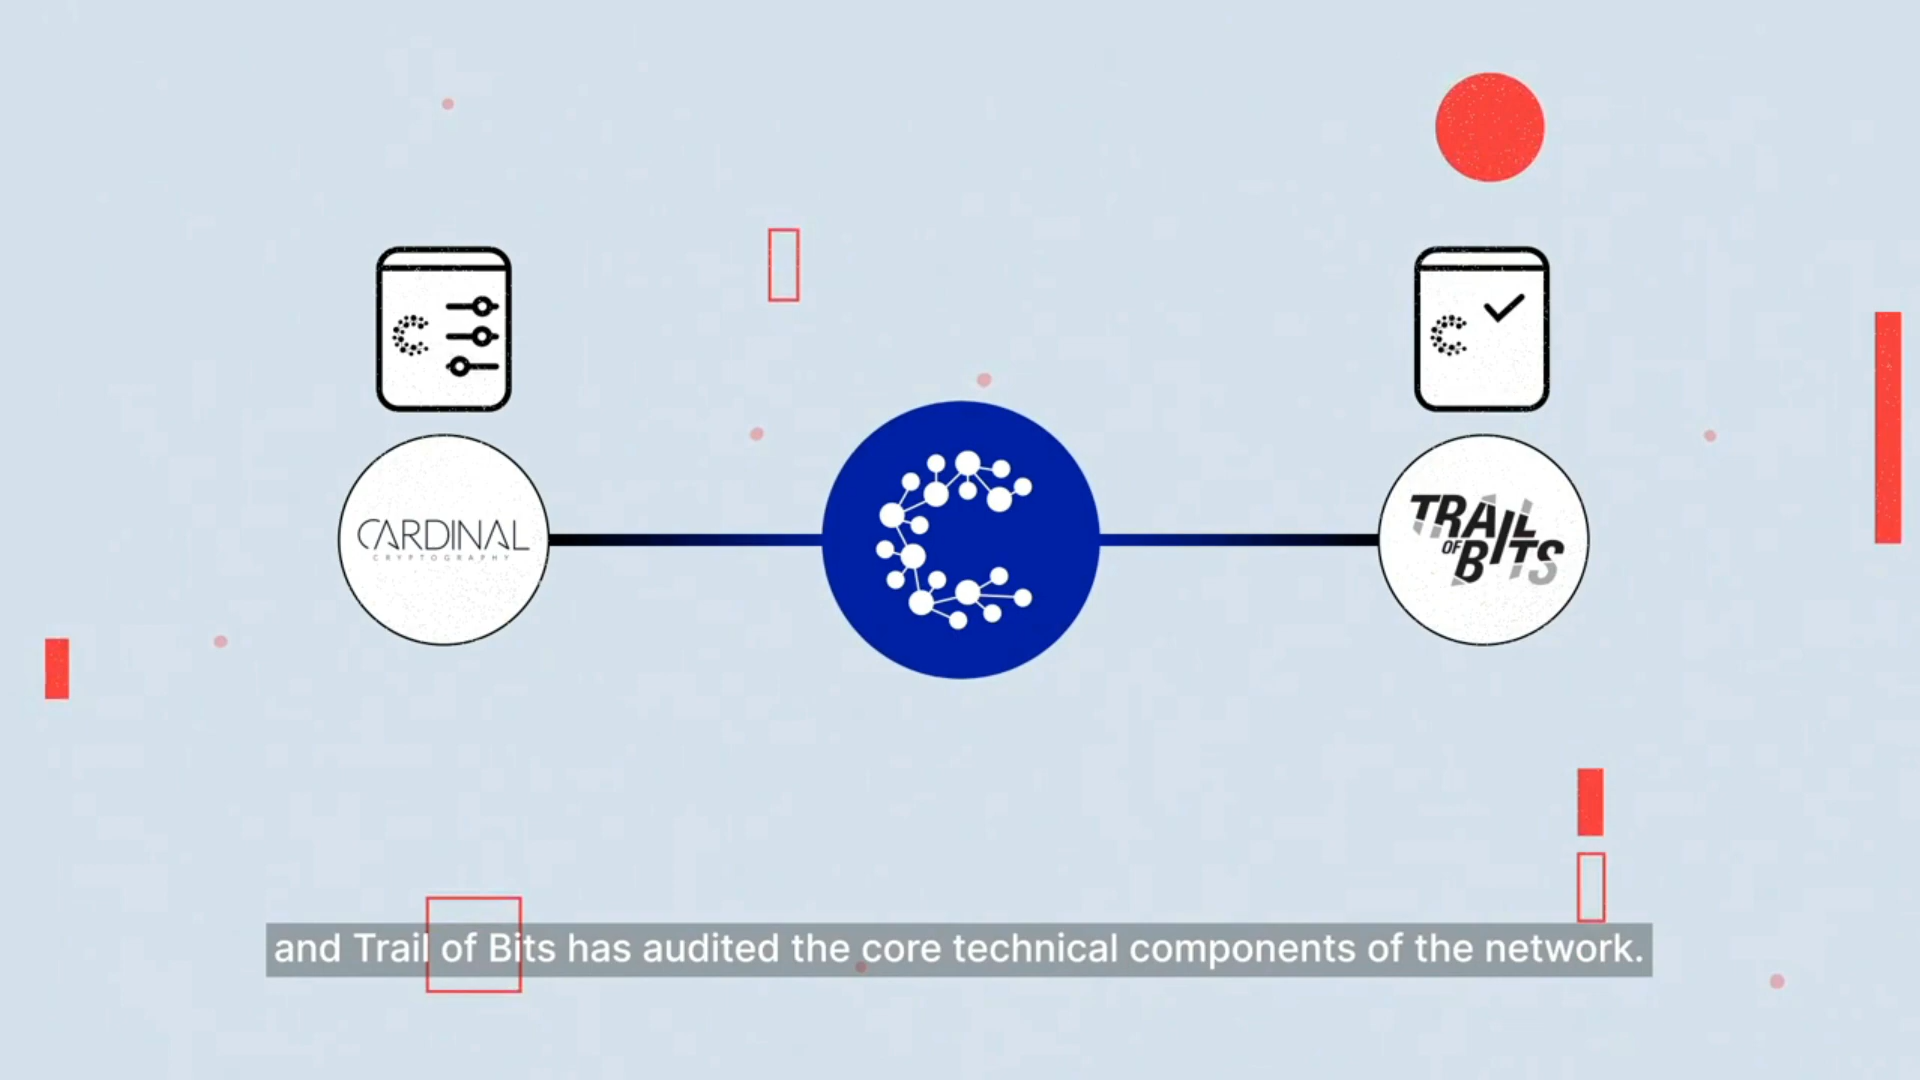 CARDINAL
CRYPTOGRAPHY
TRAIL
OF BITS
and Trail of Bits has audited the core technical components of the network.